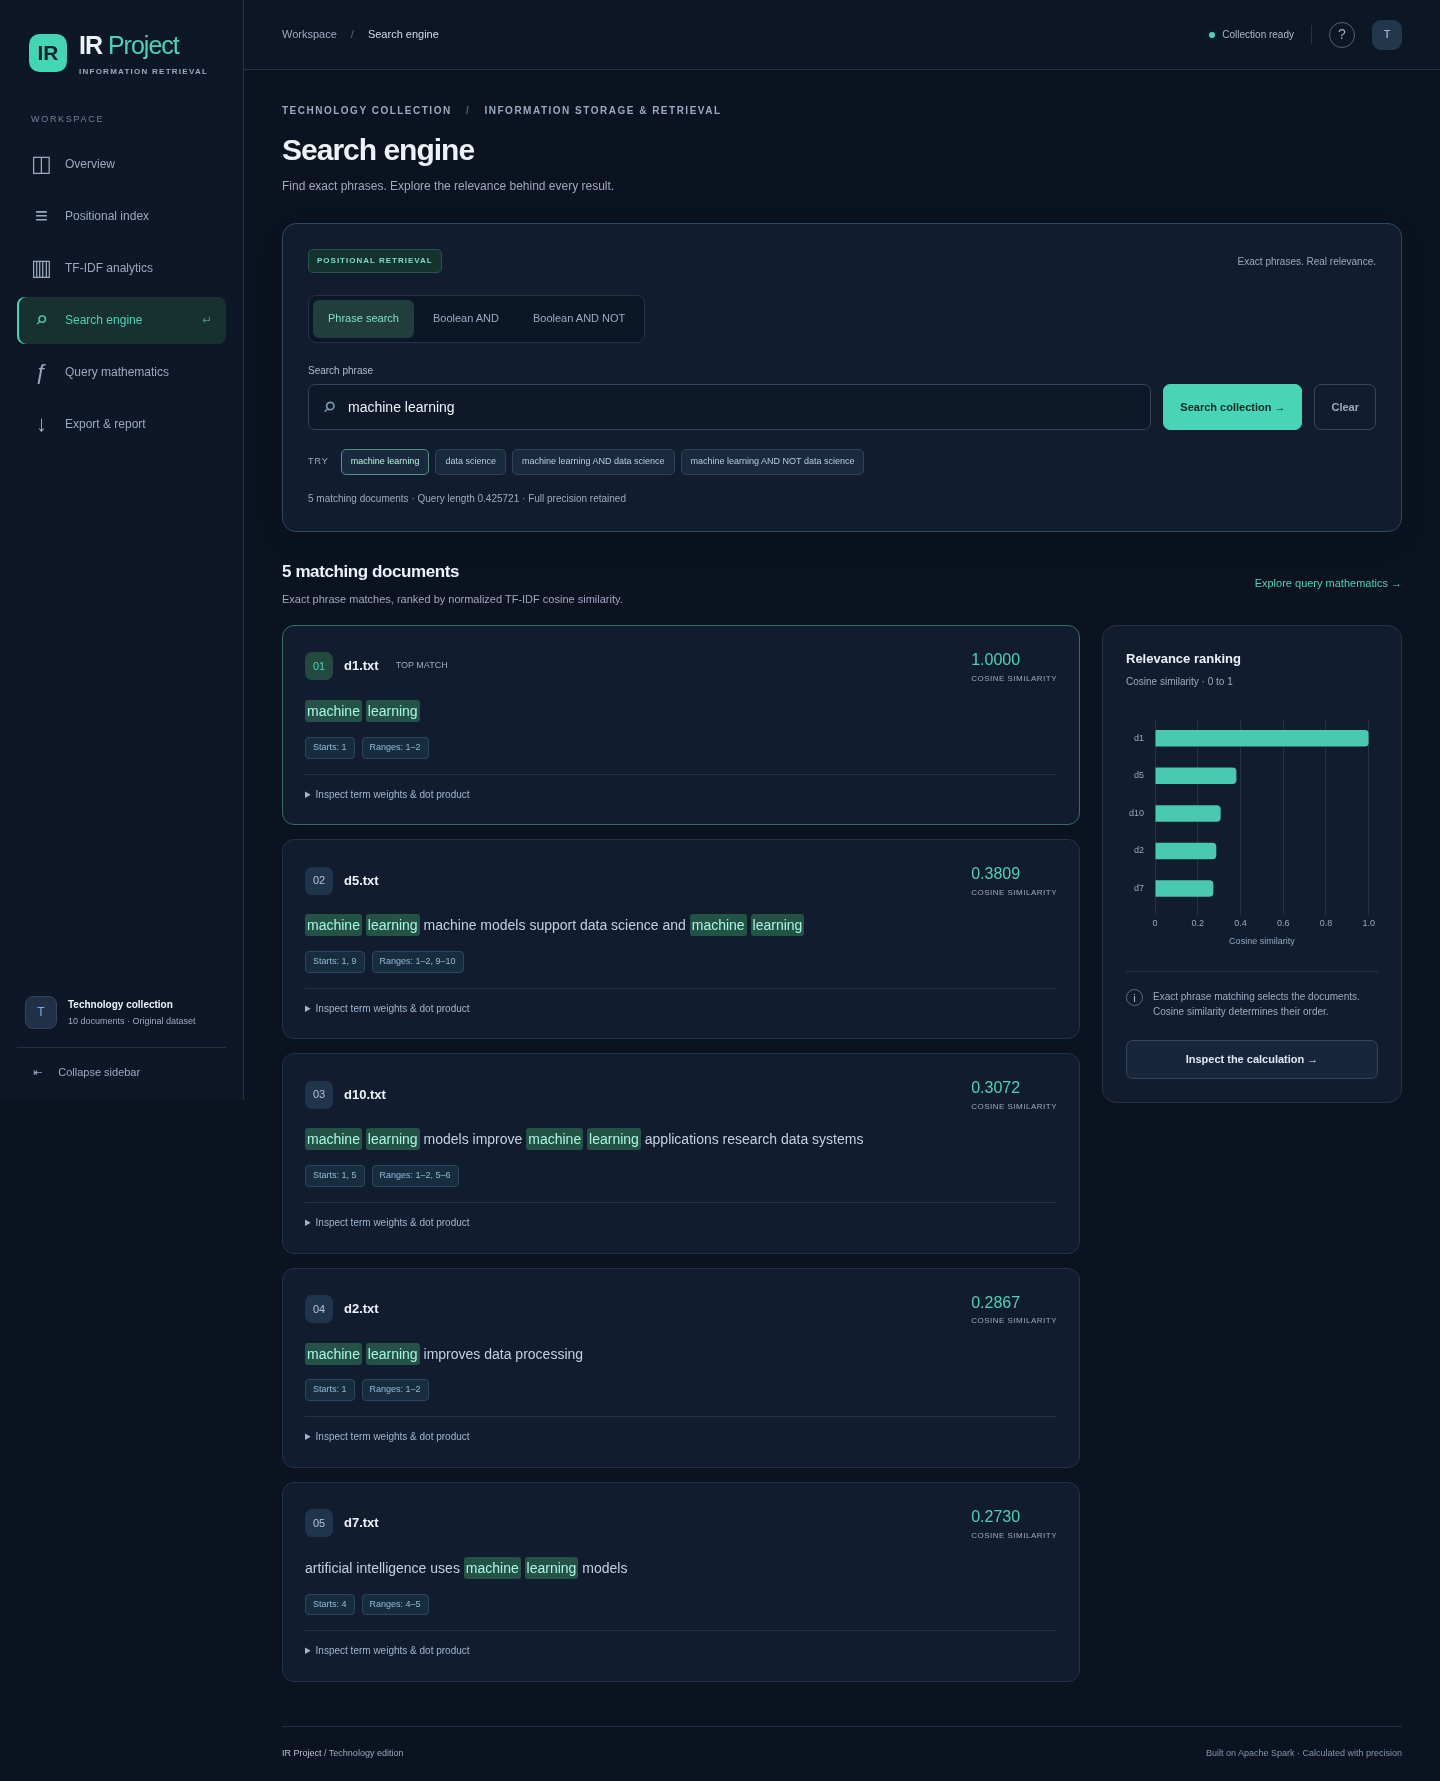 IR
IR Project
INFORMATION RETRIEVAL
WORKSPACE
Overview
Positional index
TF-IDF analytics
Search engine ↵
Query mathematics
Export & report
T
Technology collection
10 documents · Original dataset
Collapse sidebar
Workspace / Search engine
Collection ready
?
T
TECHNOLOGY COLLECTION / INFORMATION STORAGE & RETRIEVAL
Search engine
Find exact phrases. Explore the relevance behind every result.
POSITIONAL RETRIEVAL
Exact phrases. Real relevance.
Phrase search Boolean AND Boolean AND NOT
Search phrase
machine learning
Search collection →
Clear
TRY machine learning data science machine learning AND data science machine learning AND NOT data science
5 matching documents · Query length 0.425721 · Full precision retained
5 matching documents
Exact phrase matches, ranked by normalized TF-IDF cosine similarity.
Explore query mathematics →
01 d1.txt TOP MATCH
1.0000
COSINE SIMILARITY
machine learning
Starts: 1 Ranges: 1–2
▶ Inspect term weights & dot product
02 d5.txt
0.3809
COSINE SIMILARITY
machine learning machine models support data science and machine learning
Starts: 1, 9 Ranges: 1–2, 9–10
▶ Inspect term weights & dot product
03 d10.txt
0.3072
COSINE SIMILARITY
machine learning models improve machine learning applications research data systems
Starts: 1, 5 Ranges: 1–2, 5–6
▶ Inspect term weights & dot product
04 d2.txt
0.2867
COSINE SIMILARITY
machine learning improves data processing
Starts: 1 Ranges: 1–2
▶ Inspect term weights & dot product
05 d7.txt
0.2730
COSINE SIMILARITY
artificial intelligence uses machine learning models
Starts: 4 Ranges: 4–5
▶ Inspect term weights & dot product
Relevance ranking
Cosine similarity · 0 to 1
d1
d5
d10
d2
d7
0 0.2 0.4 0.6 0.8 1.0
Cosine similarity
i
Exact phrase matching selects the documents.
Cosine similarity determines their order.
Inspect the calculation →
IR Project / Technology edition
Built on Apache Spark · Calculated with precision